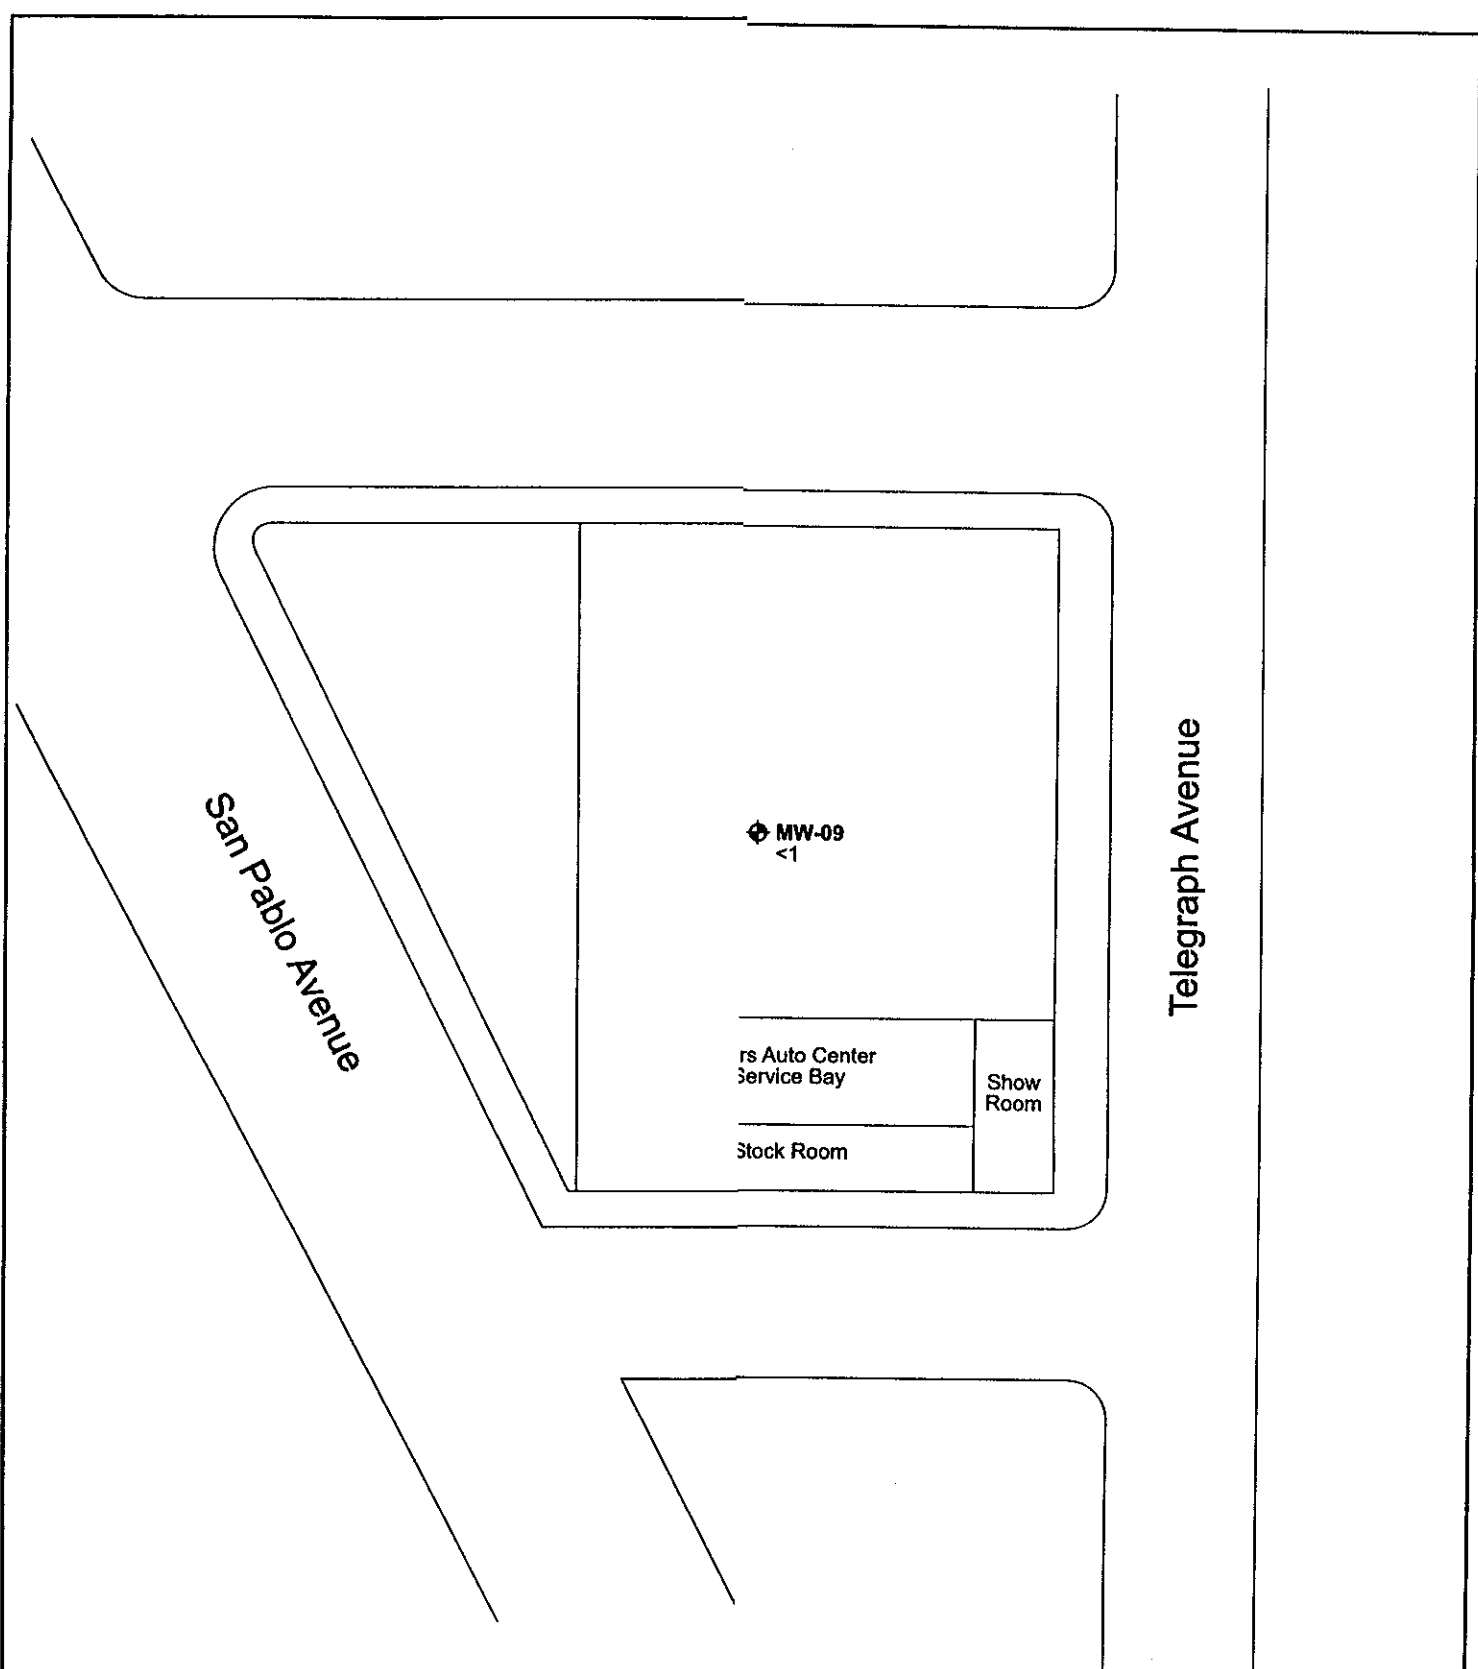 San Pablo Avenue
MW-09
<1
Telegraph Avenue
rs Auto Center
Service Bay
Show
Room
Stock Room